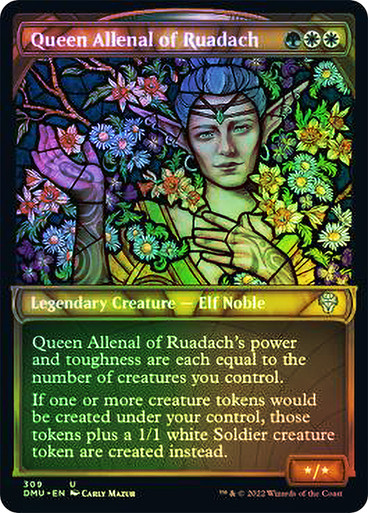 Queen Allenal of Ruadach
Legendary Creature — Elf Noble
Queen Allenal of Ruadach's power
and toughness are each equal to the
number of creatures you control.
If one or more creature tokens would
be created under your control, those
tokens plus a 1/1 white Soldier creature
token are created instead.
*/*
309 U
DMU • EN Carly Mazur
™ & © 2022 Wizards of the Coast